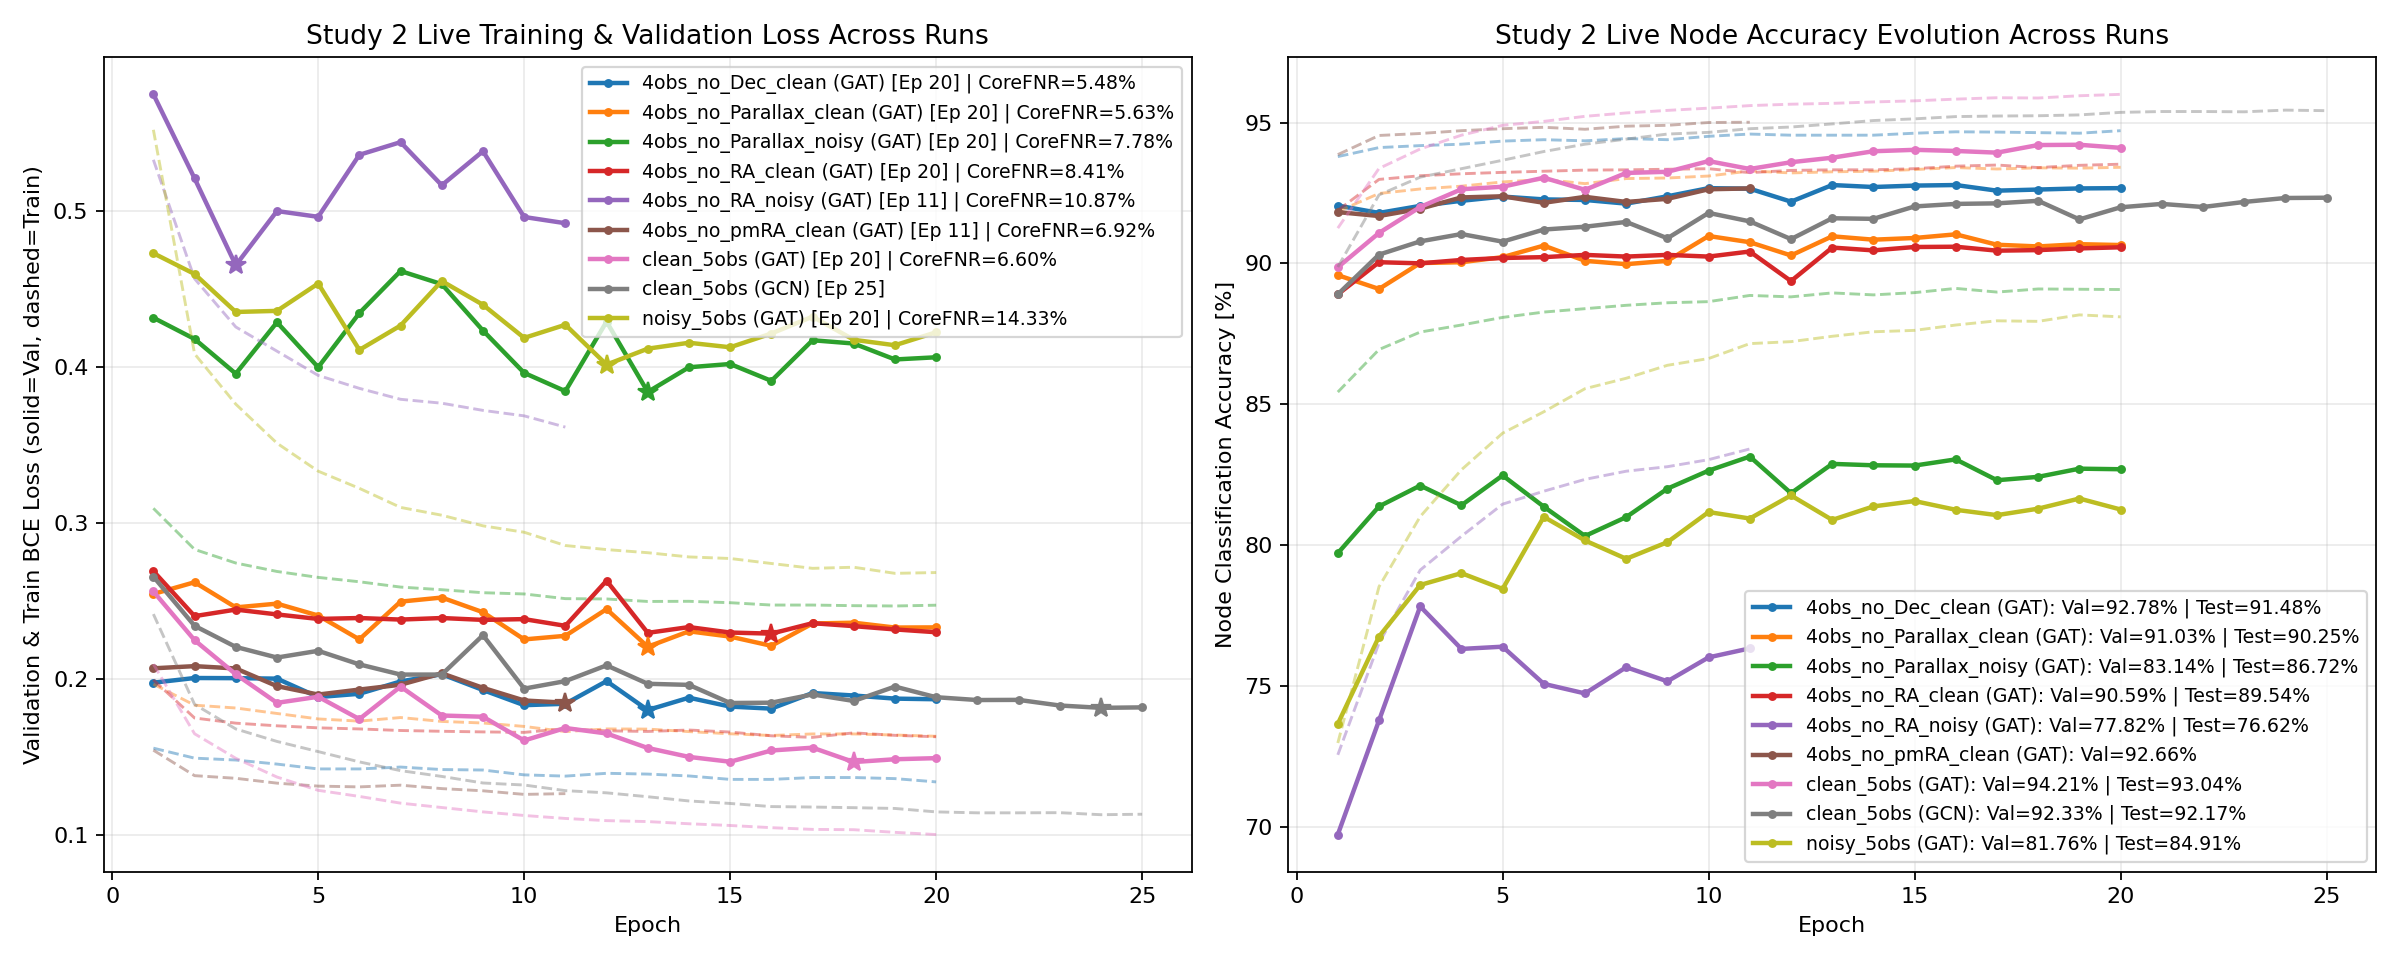 Study 2 Live Training & Validation Loss Across Runs
Validation & Train BCE Loss (solid=Val, dashed=Train)
0.5
0.4
0.3
0.2
0.1
4obs_no_Dec_clean (GAT) [Ep 20] | CoreFNR=5.48%
4obs_no_Parallax_clean (GAT) [Ep 20] | CoreFNR=5.63%
4obs_no_Parallax_noisy (GAT) [Ep 20] | CoreFNR=7.78%
4obs_no_RA_clean (GAT) [Ep 20] | CoreFNR=8.41%
4obs_no_RA_noisy (GAT) [Ep 11] | CoreFNR=10.87%
4obs_no_pmRA_clean (GAT) [Ep 11] | CoreFNR=6.92%
clean_5obs (GAT) [Ep 20] | CoreFNR=6.60%
clean_5obs (GCN) [Ep 25]
noisy_5obs (GAT) [Ep 20] | CoreFNR=14.33%
0 5 10 15 20 25
Epoch
Study 2 Live Node Accuracy Evolution Across Runs
Node Classification Accuracy [%]
95
90
85
80
75
70
4obs_no_Dec_clean (GAT): Val=92.78% | Test=91.48%
4obs_no_Parallax_clean (GAT): Val=91.03% | Test=90.25%
4obs_no_Parallax_noisy (GAT): Val=83.14% | Test=86.72%
4obs_no_RA_clean (GAT): Val=90.59% | Test=89.54%
4obs_no_RA_noisy (GAT): Val=77.82% | Test=76.62%
4obs_no_pmRA_clean (GAT): Val=92.66%
clean_5obs (GAT): Val=94.21% | Test=93.04%
clean_5obs (GCN): Val=92.33% | Test=92.17%
noisy_5obs (GAT): Val=81.76% | Test=84.91%
0 5 10 15 20 25
Epoch